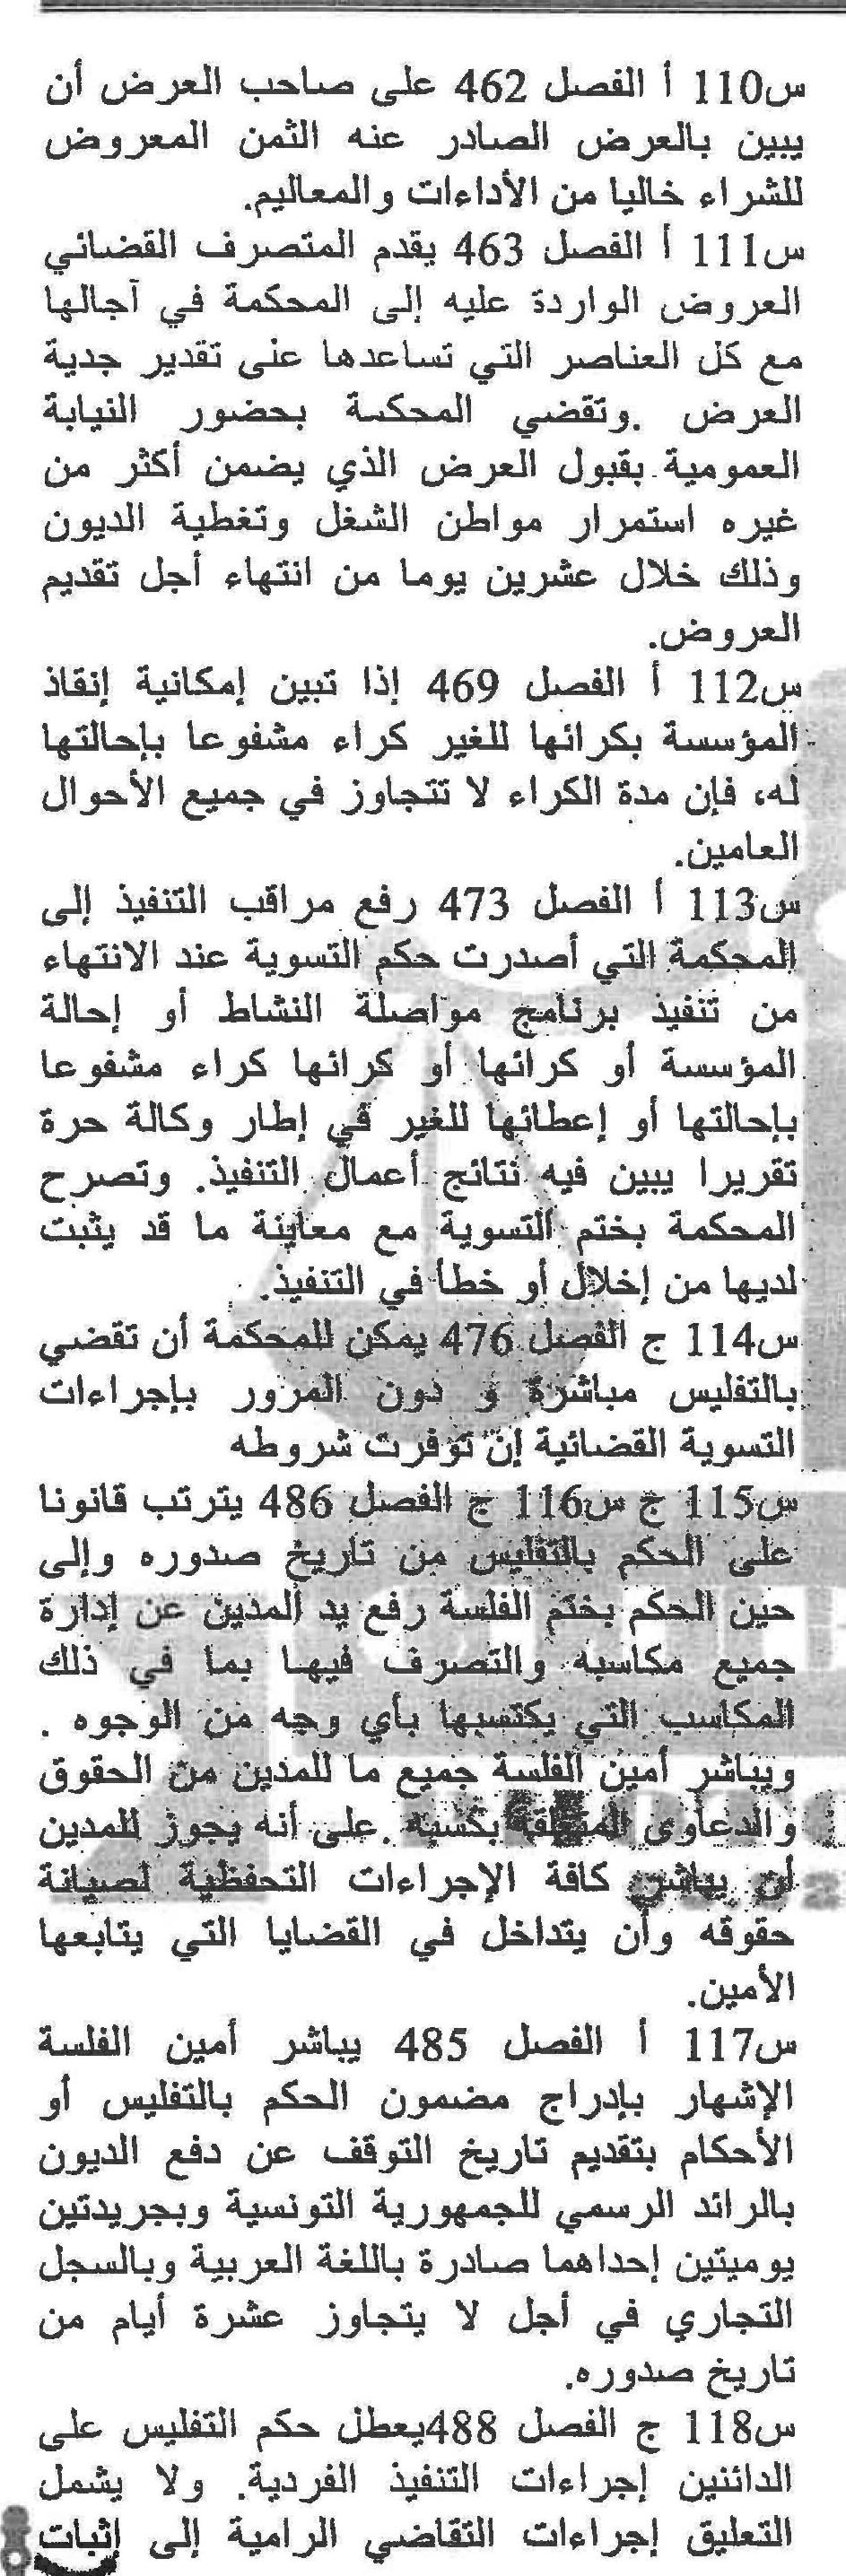 س110 أ الفصل 462 على صاحب العرض أن
يبين بالعرض الصادر عنه الثمن المعروض
للشراء خاليا من الأداءات والمعاليم.
س111 أ الفصل 463 يقدم المتصرف القضائي
العروض الواردة عليه إلى المحكمة في آجالها
مع كل العناصر التي تساعدها على تقدير جدية
العرض .وتقضي المحكمة بحضور النيابة
العمومية بقبول العرض الذي يضمن أكثر من
غيره استمرار مواطن الشغل وتغطية الديون
وذلك خلال عشرين يوما من انتهاء أجل تقديم
العروض.
س112 أ الفصل 469 إذا تبين إمكانية إنقاذ
المؤسسة بكرائها للغير كراء مشفوعا بإحالتها
له، فإن مدة الكراء لا تتجاوز في جميع الأحوال
العامين.
س113 أ الفصل 473 رفع مراقب التنفيذ إلى
المحكمة التي أصدرت حكم التسوية عند الانتهاء
من تنفيذ برنامج مواصلة النشاط أو إحالة
المؤسسة أو كرائها أو كرائها كراء مشفوعا
بإحالتها أو إعطائها للغير في إطار وكالة حرة
تقريرا يبين فيه نتائج أعمال التنفيذ. وتصرح
المحكمة بختم التسوية مع معاينة ما قد يثبت
لديها من إخلال أو خطأ في التنفيذ.
س114 ج الفصل 476 يمكن للمحكمة أن تقضي
بالتفليس مباشرة و دون المرور بإجراءات
التسوية القضائية إن توفرت شروطه
س115 ج س116 ج الفصل 486 يترتب قانونا
على الحكم بالتفليس من تاريخ صدوره وإلى
حين الحكم بختم الفلسة رفع يد المدين عن إدارة
جميع مكاسبه والتصرف فيها بما في ذلك
المكاسب التي يكتسبها بأي وجه من الوجوه .
ويباشر أمين الفلسة جميع ما للمدين من الحقوق
والدعاوى المتعلقة بكسبه .على أنه يجوز للمدين
أن يباشر كافة الإجراءات التحفظية لصيانة
حقوقه وأن يتداخل في القضايا التي يتابعها
الأمين.
س117 أ الفصل 485 يباشر أمين الفلسة
الإشهار بإدراج مضمون الحكم بالتفليس أو
الأحكام بتقديم تاريخ التوقف عن دفع الديون
بالرائد الرسمي للجمهورية التونسية وبجريدتين
يوميتين إحداهما صادرة باللغة العربية وبالسجل
التجاري في أجل لا يتجاوز عشرة أيام من
تاريخ صدوره.
س118 ج الفصل 488يعطل حكم التفليس على
الدائنين إجراءات التنفيذ الفردية. ولا يشمل
التعليق إجراءات التقاضي الرامية إلى إثبات